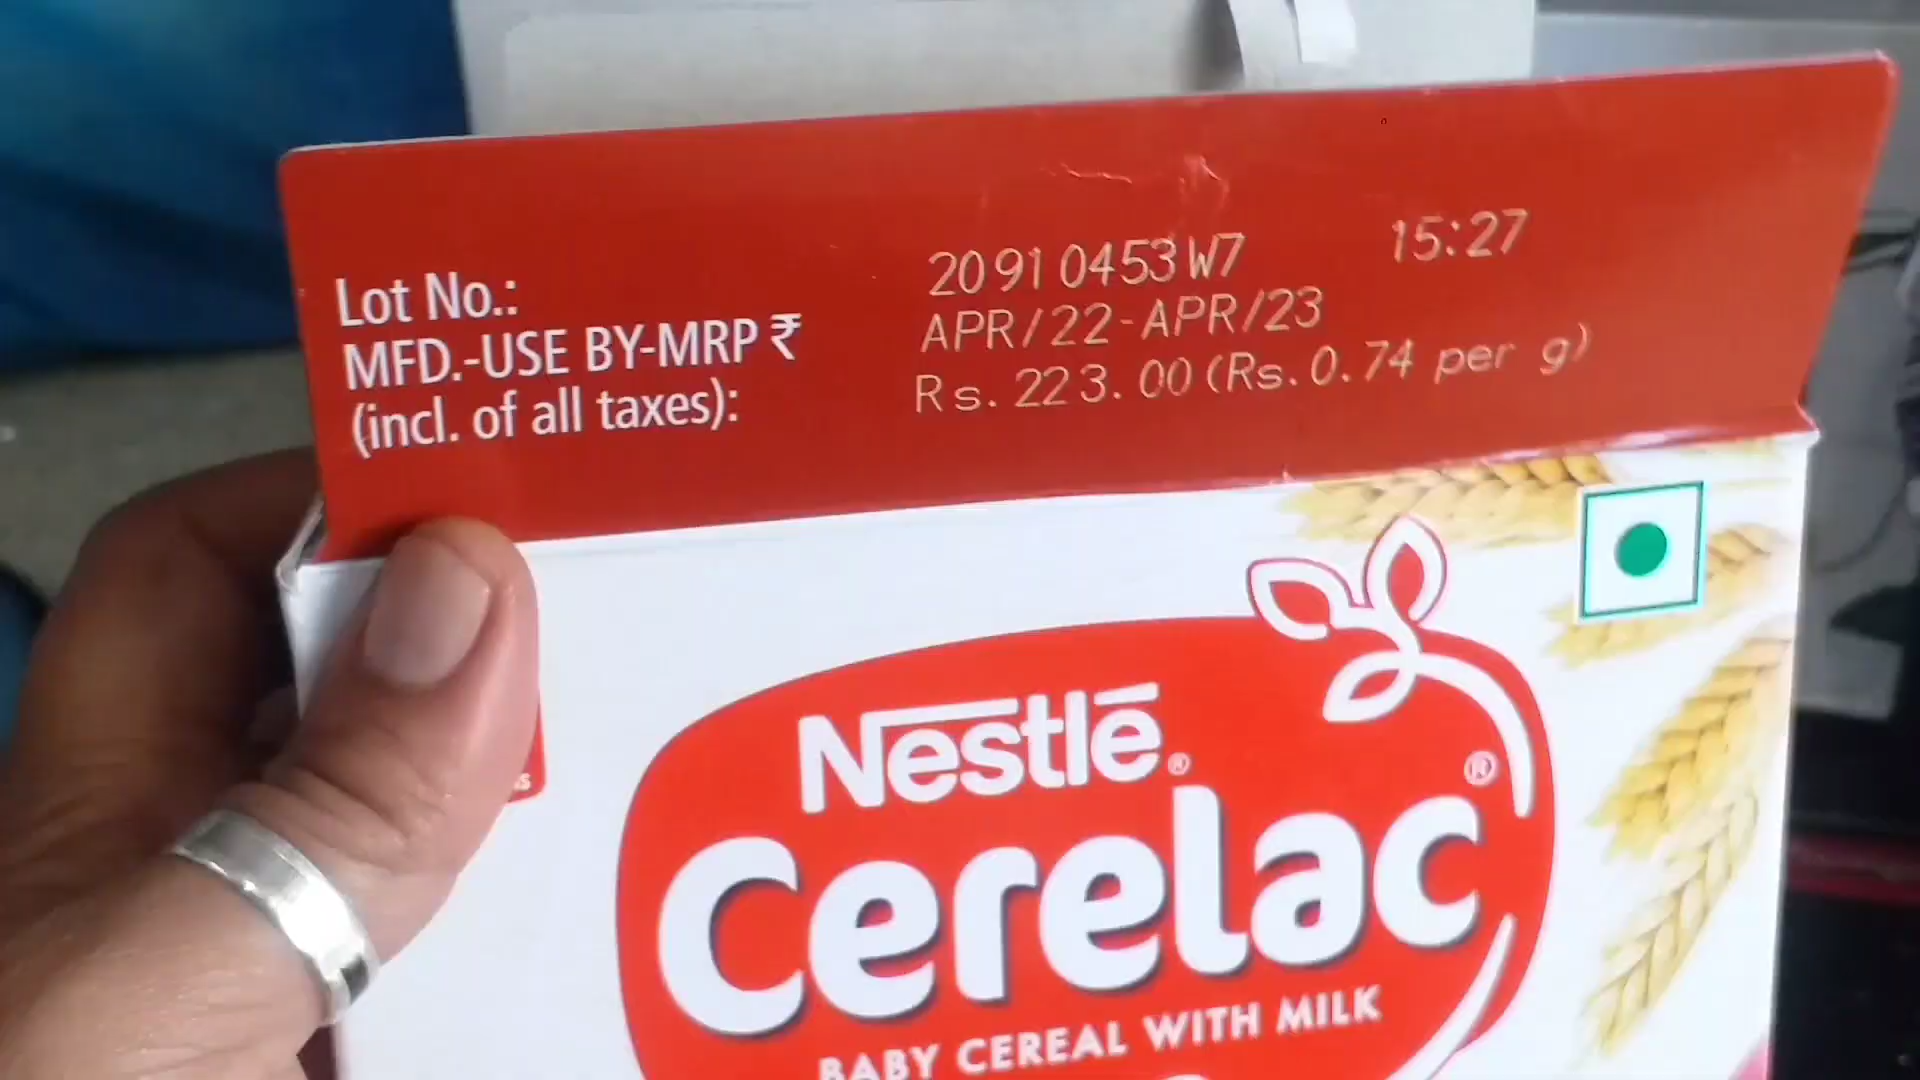 Lot No.:
MFD.-USE BY-MRP ₹
(incl. of all taxes):
20910453W7 15:27
APR/22-APR/23
Rs. 223.00 (Rs. 0.74 per g)
Nestlé®
Cerelac®
BABY CEREAL WITH MILK